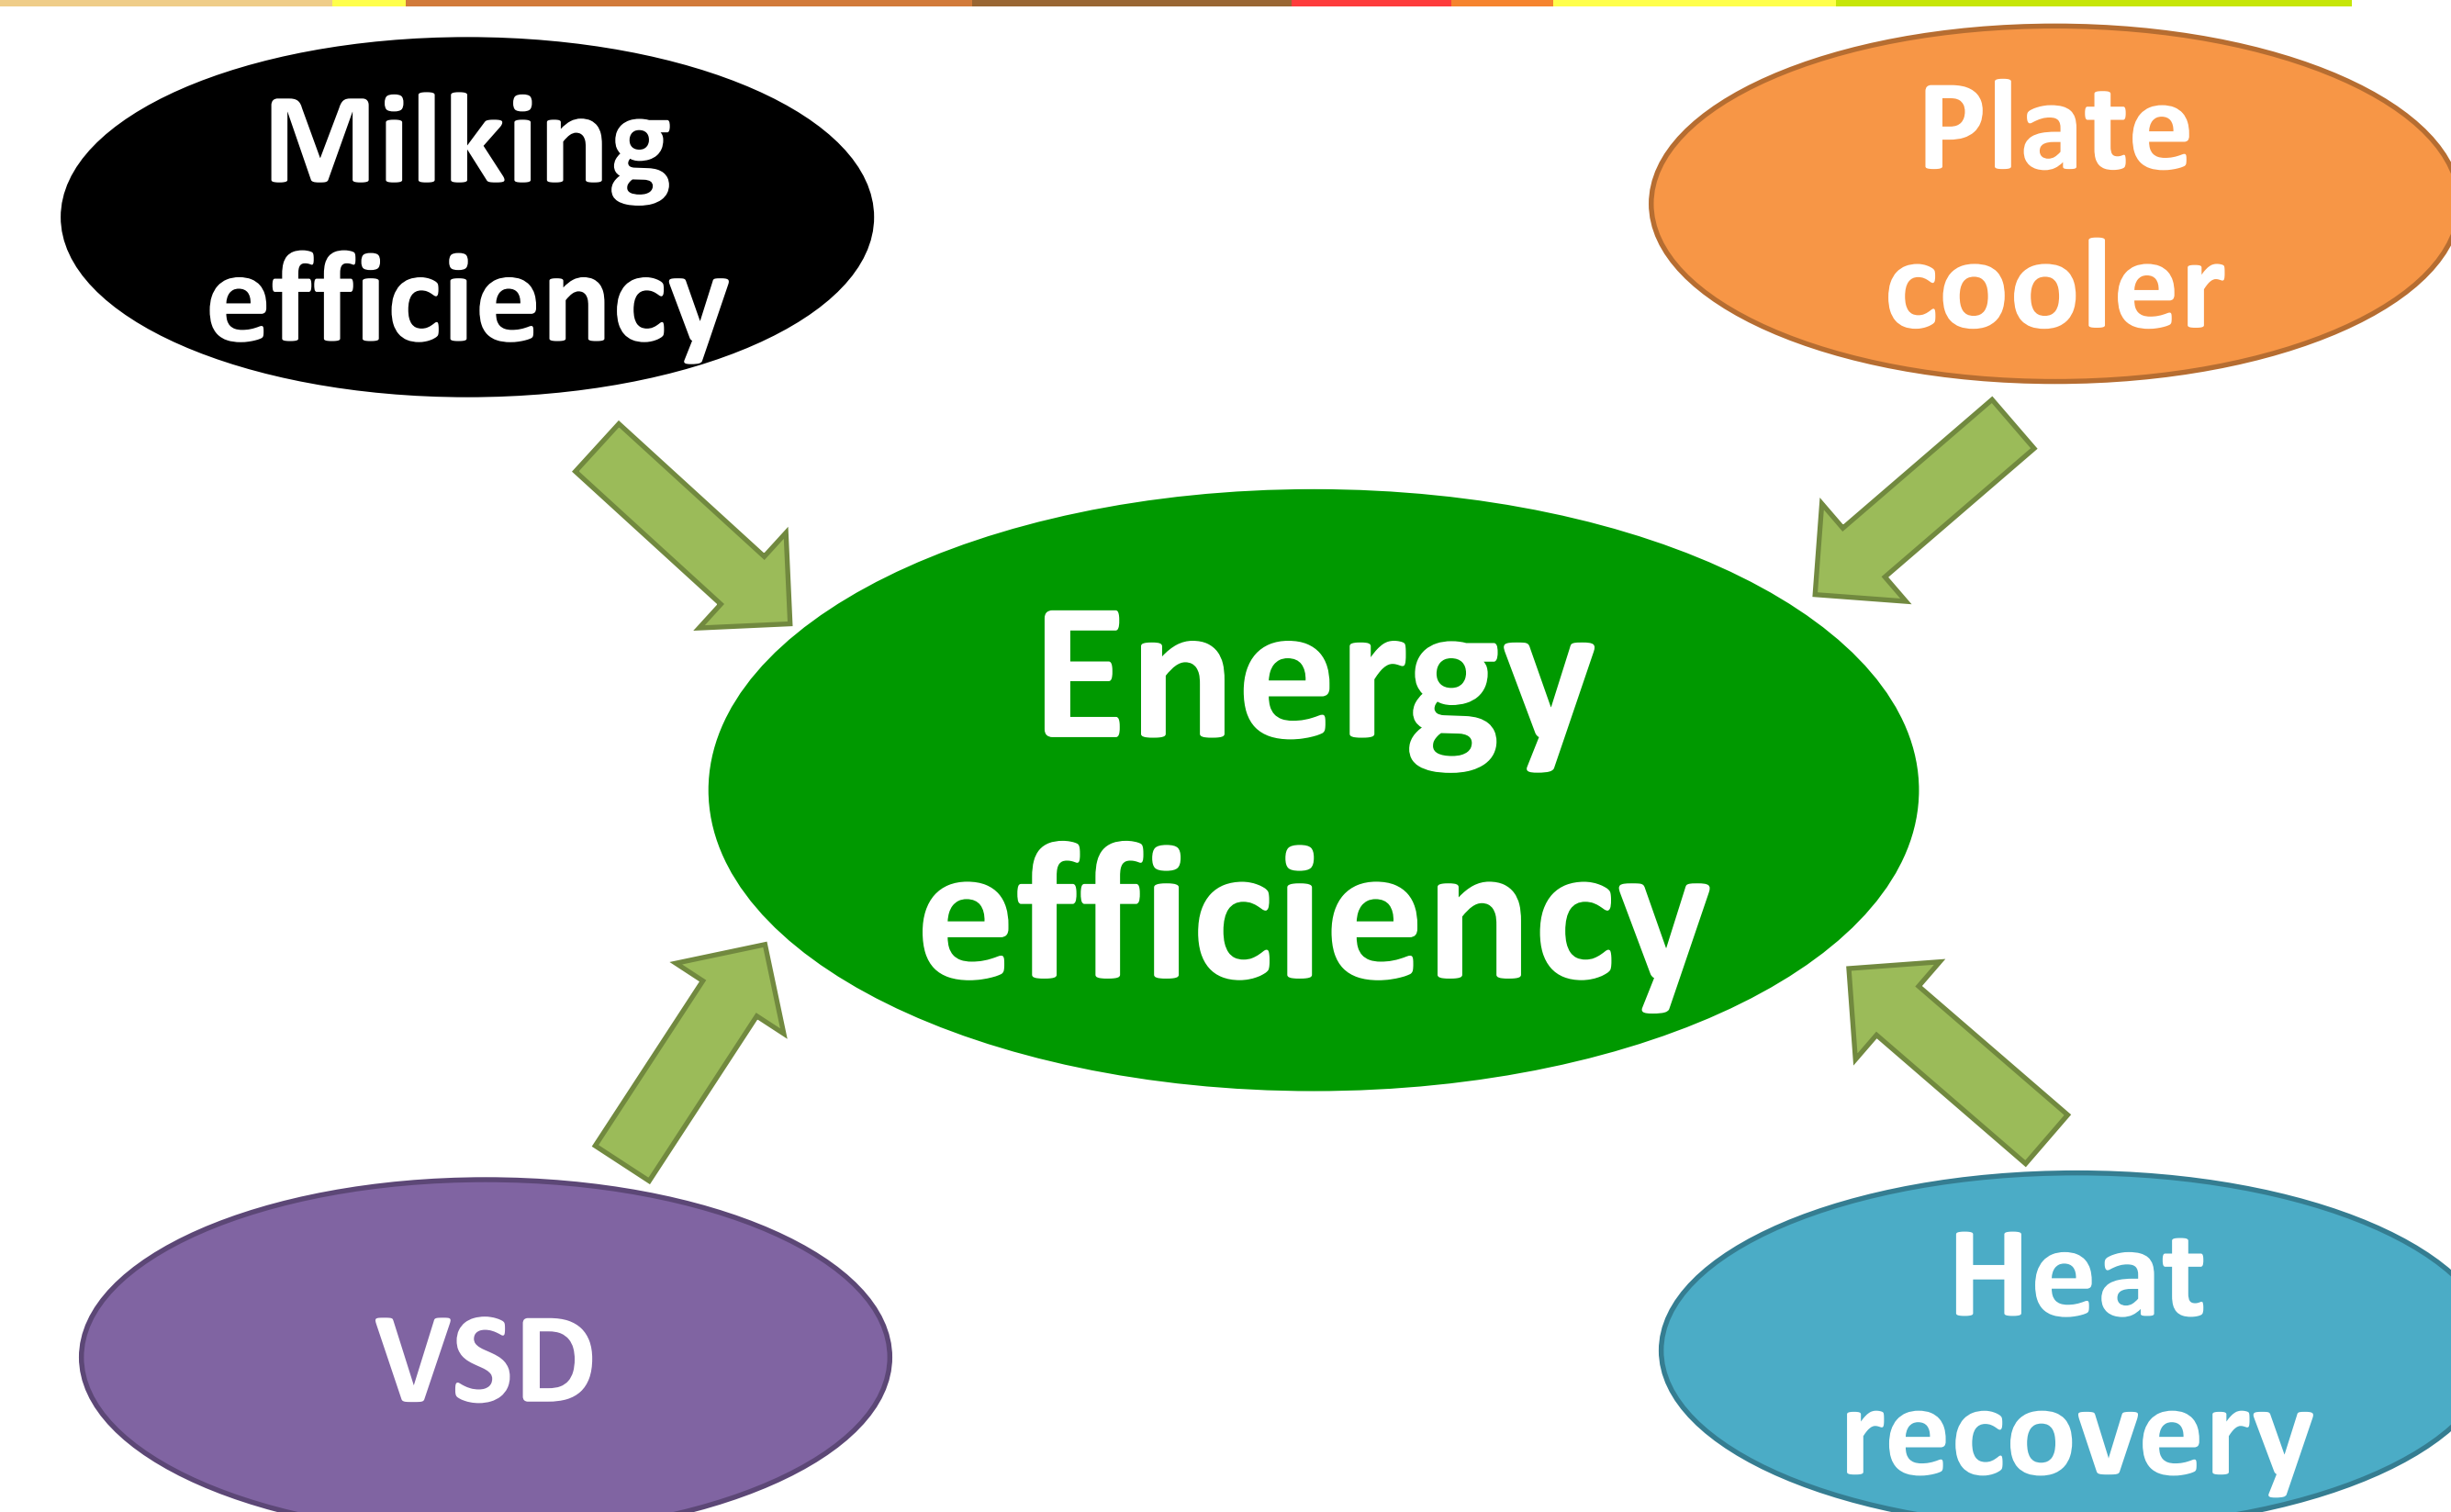 Milking
efficiency
Plate
cooler
Energy
efficiency
VSD
Heat
recovery